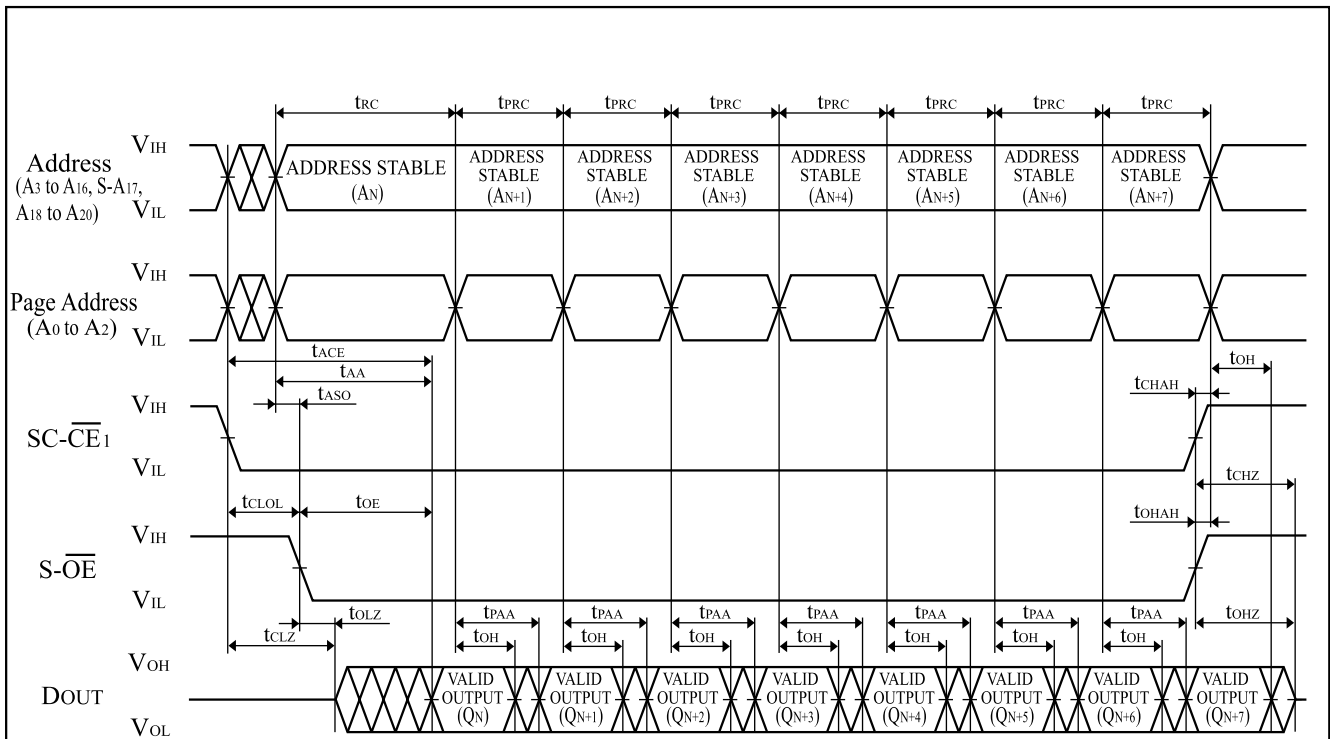 tRC tPRC tPRC tPRC tPRC tPRC tPRC tPRC
VIH
Address
(A3 to A16, S-A17,
A18 to A20)
VIL
ADDRESS STABLE
(AN)
ADDRESS
STABLE
(AN+1)
ADDRESS
STABLE
(AN+2)
ADDRESS
STABLE
(AN+3)
ADDRESS
STABLE
(AN+4)
ADDRESS
STABLE
(AN+5)
ADDRESS
STABLE
(AN+6)
ADDRESS
STABLE
(AN+7)
VIH
Page Address
(A0 to A2)
VIL
tACE
tAA
tASO
tOH
tCHAH
VIH
SC-CE1
VIL
tCLOL tOE
tCHZ
tOHAH
VIH
S-OE
VIL
tOLZ
tCLZ
tPAA tPAA tPAA tPAA tPAA tPAA tPAA
tOHZ
tOH tOH tOH tOH tOH tOH tOH
VOH
DOUT
VOL
VALID
OUTPUT
(QN)
VALID
OUTPUT
(QN+1)
VALID
OUTPUT
(QN+2)
VALID
OUTPUT
(QN+3)
VALID
OUTPUT
(QN+4)
VALID
OUTPUT
(QN+5)
VALID
OUTPUT
(QN+6)
VALID
OUTPUT
(QN+7)